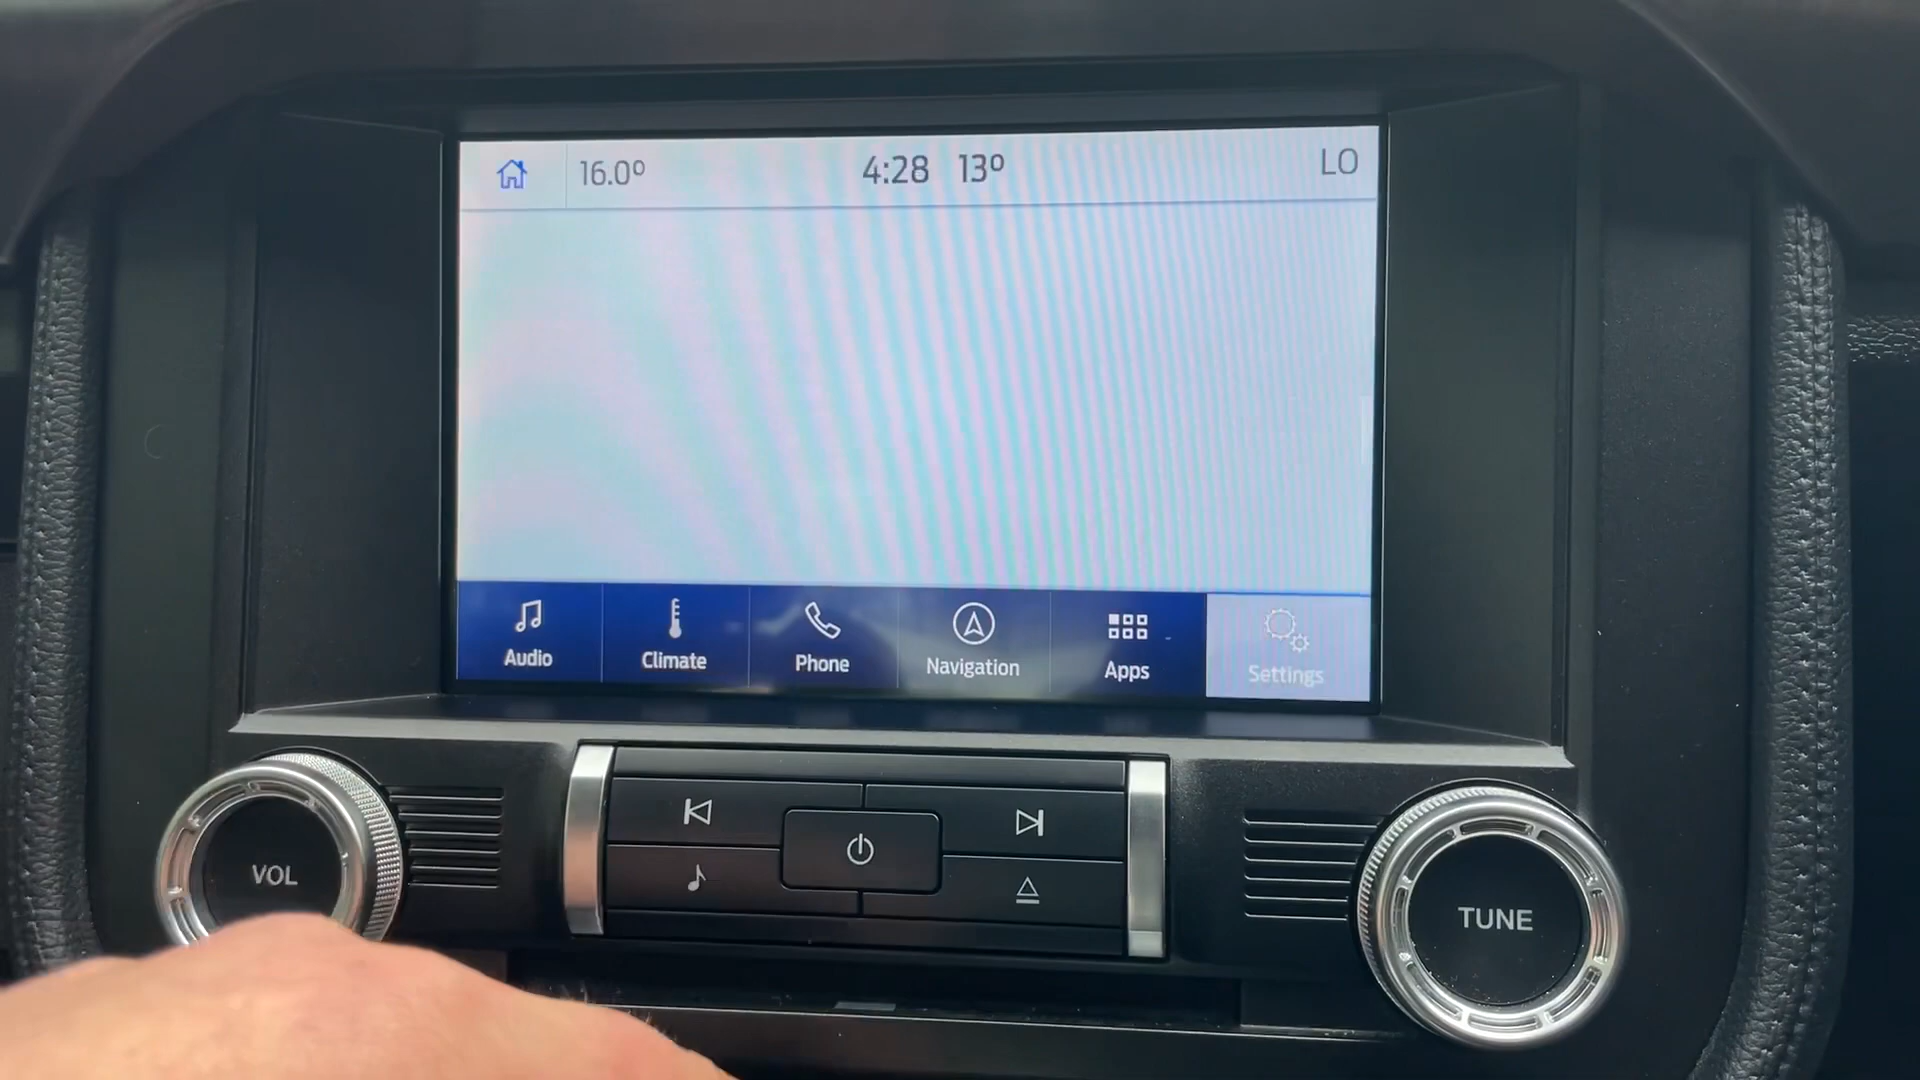 16.0º 4:28 13º LO
Audio Climate Phone Navigation Apps Settings
VOL
TUNE